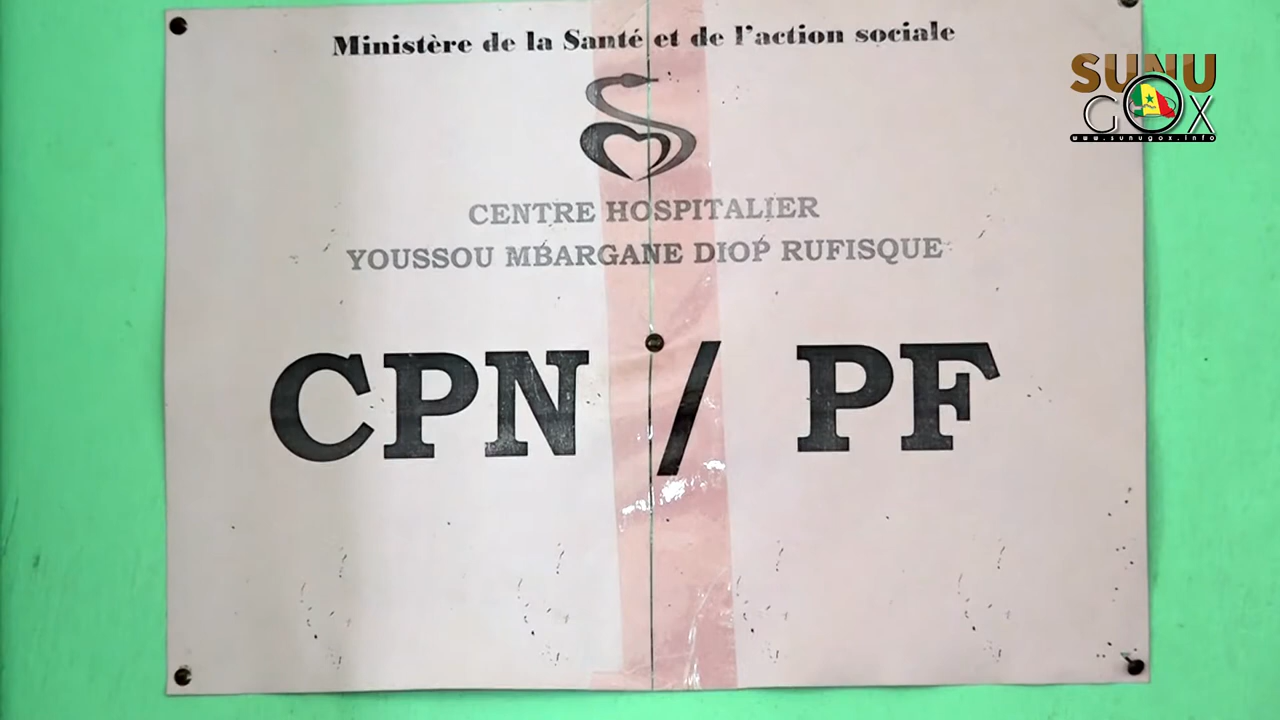 Ministère de la Santé et de l'action sociale
CENTRE HOSPITALIER
YOUSSOU MBARGANE DIOP RUFISQUE
CPN / PF
SUNU
GOX
www.sunugox.info